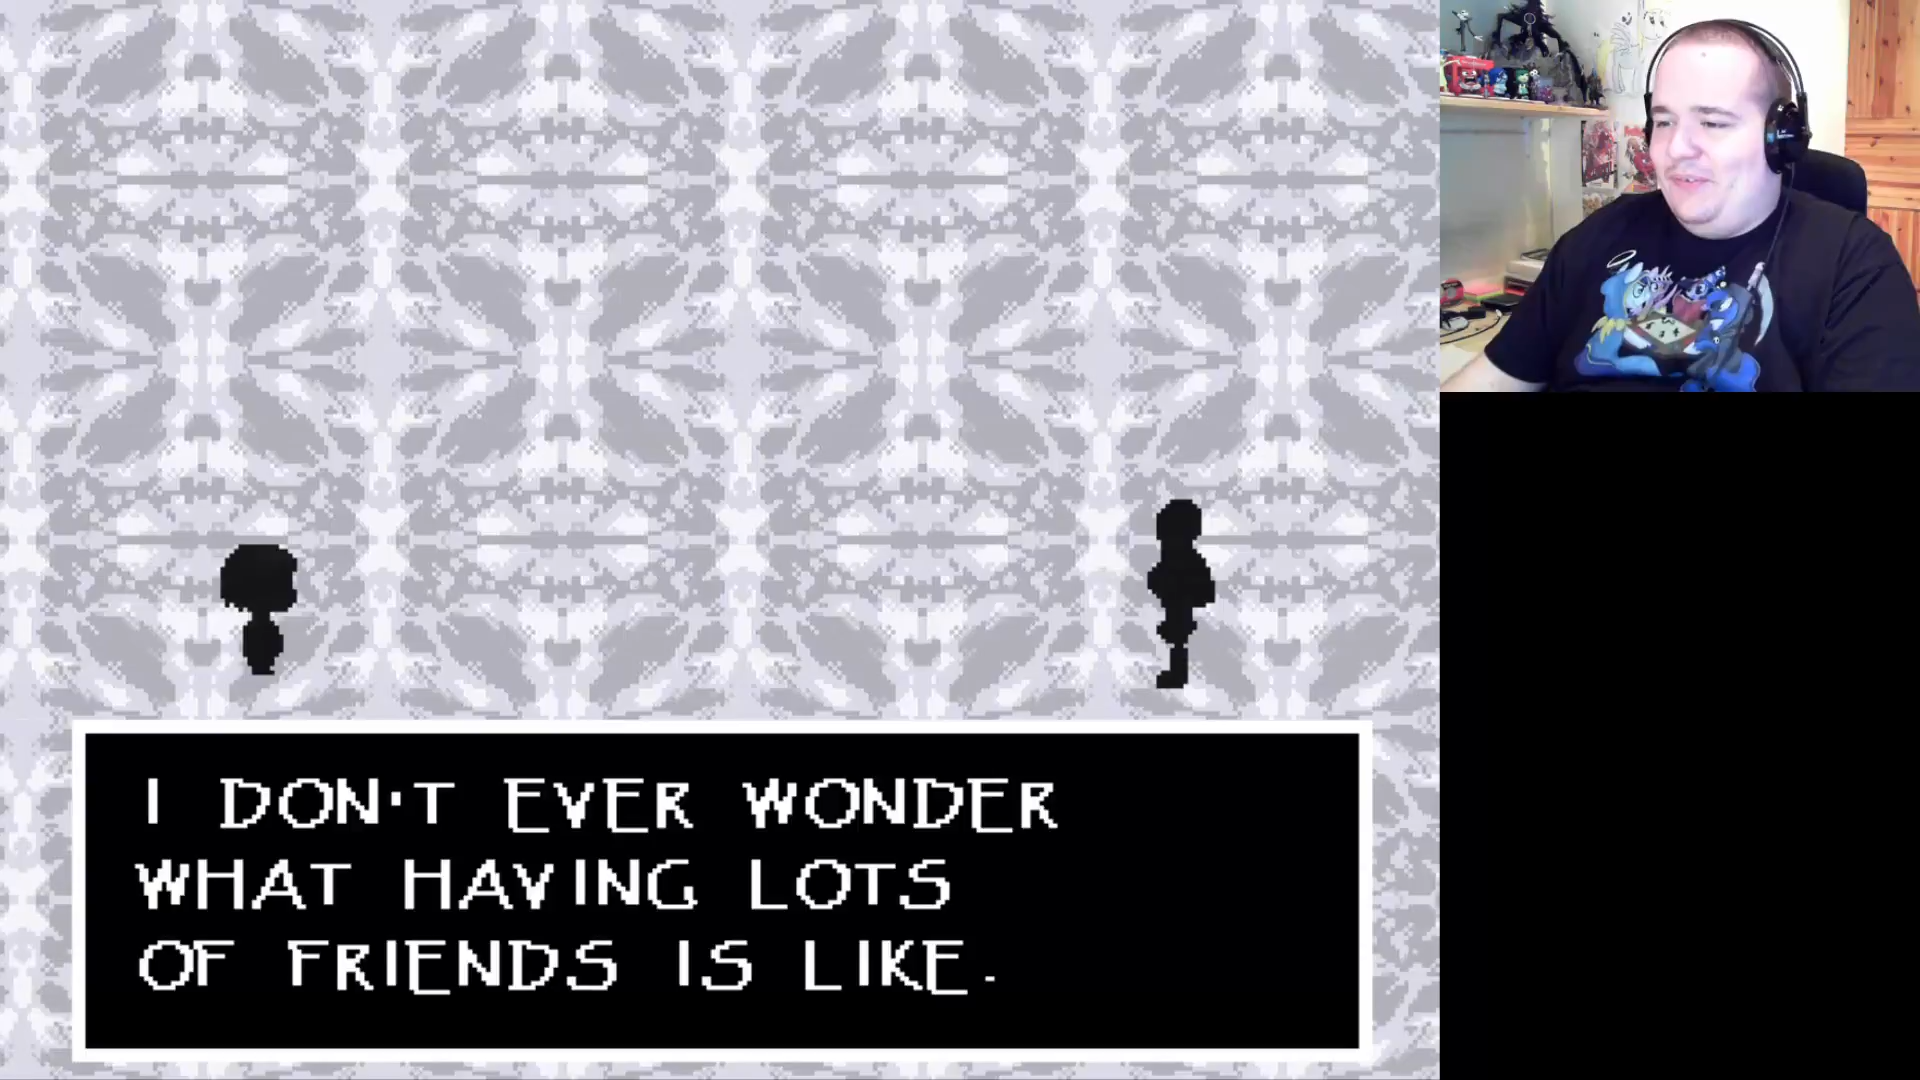 I DON'T EVER WONDER
WHAT HAVING LOTS
OF FRIENDS IS LIKE.